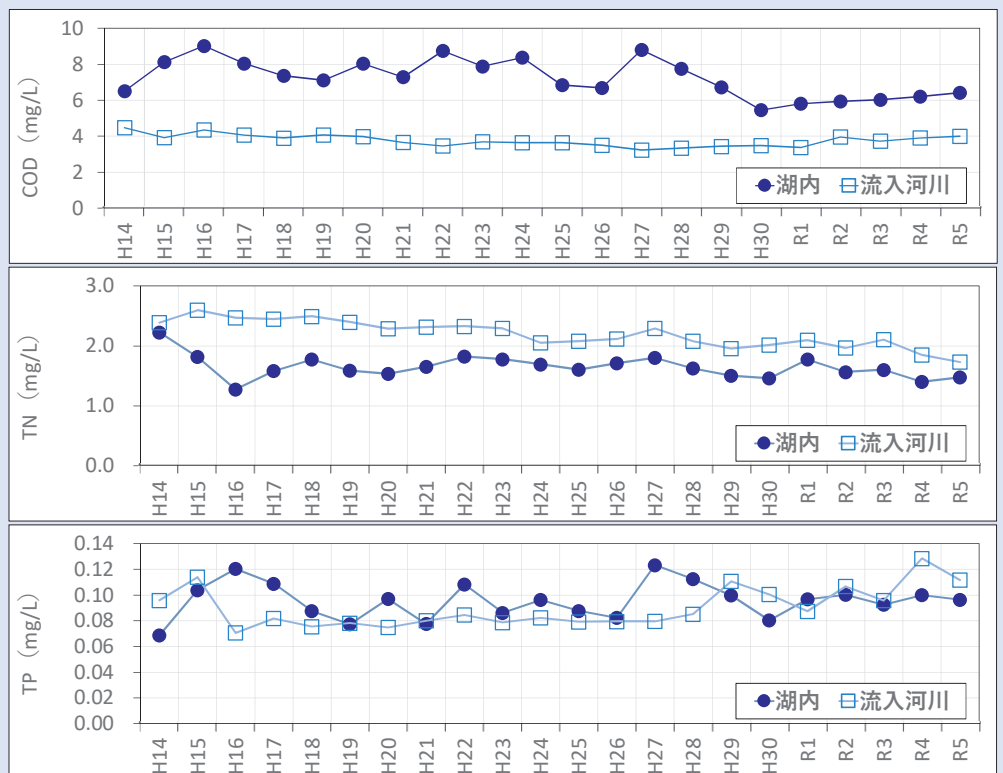 COD（mg/L）
10
8
6
4
2
0
●湖内 □流入河川
H14 H15 H16 H17 H18 H19 H20 H21 H22 H23 H24 H25 H26 H27 H28 H29 H30 R1 R2 R3 R4 R5
TN（mg/L）
3.0
2.0
1.0
0.0
●湖内 □流入河川
H14 H15 H16 H17 H18 H19 H20 H21 H22 H23 H24 H25 H26 H27 H28 H29 H30 R1 R2 R3 R4 R5
TP（mg/L）
0.14
0.12
0.10
0.08
0.06
0.04
0.02
0.00
●湖内 □流入河川
H14 H15 H16 H17 H18 H19 H20 H21 H22 H23 H24 H25 H26 H27 H28 H29 H30 R1 R2 R3 R4 R5